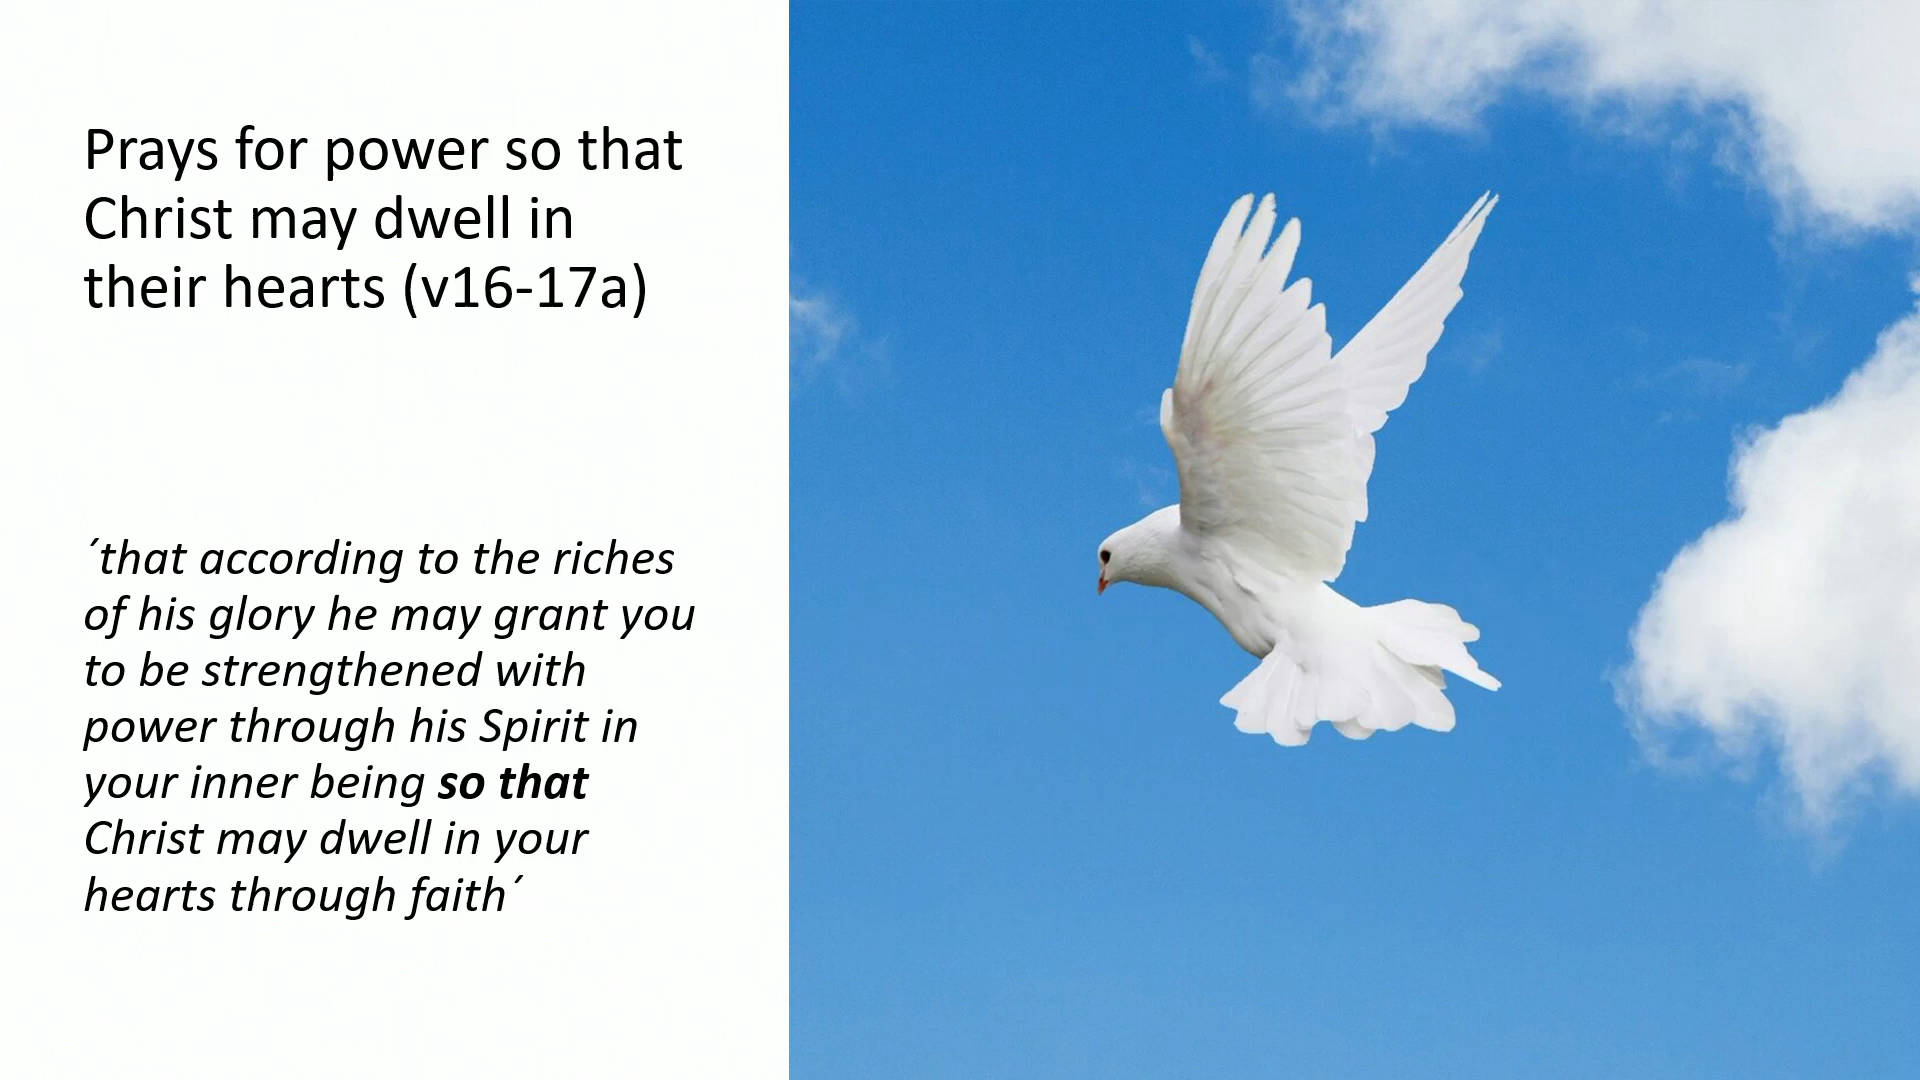 Prays for power so that
Christ may dwell in
their hearts (v16-17a)
´that according to the riches
of his glory he may grant you
to be strengthened with
power through his Spirit in
your inner being so that
Christ may dwell in your
hearts through faith´